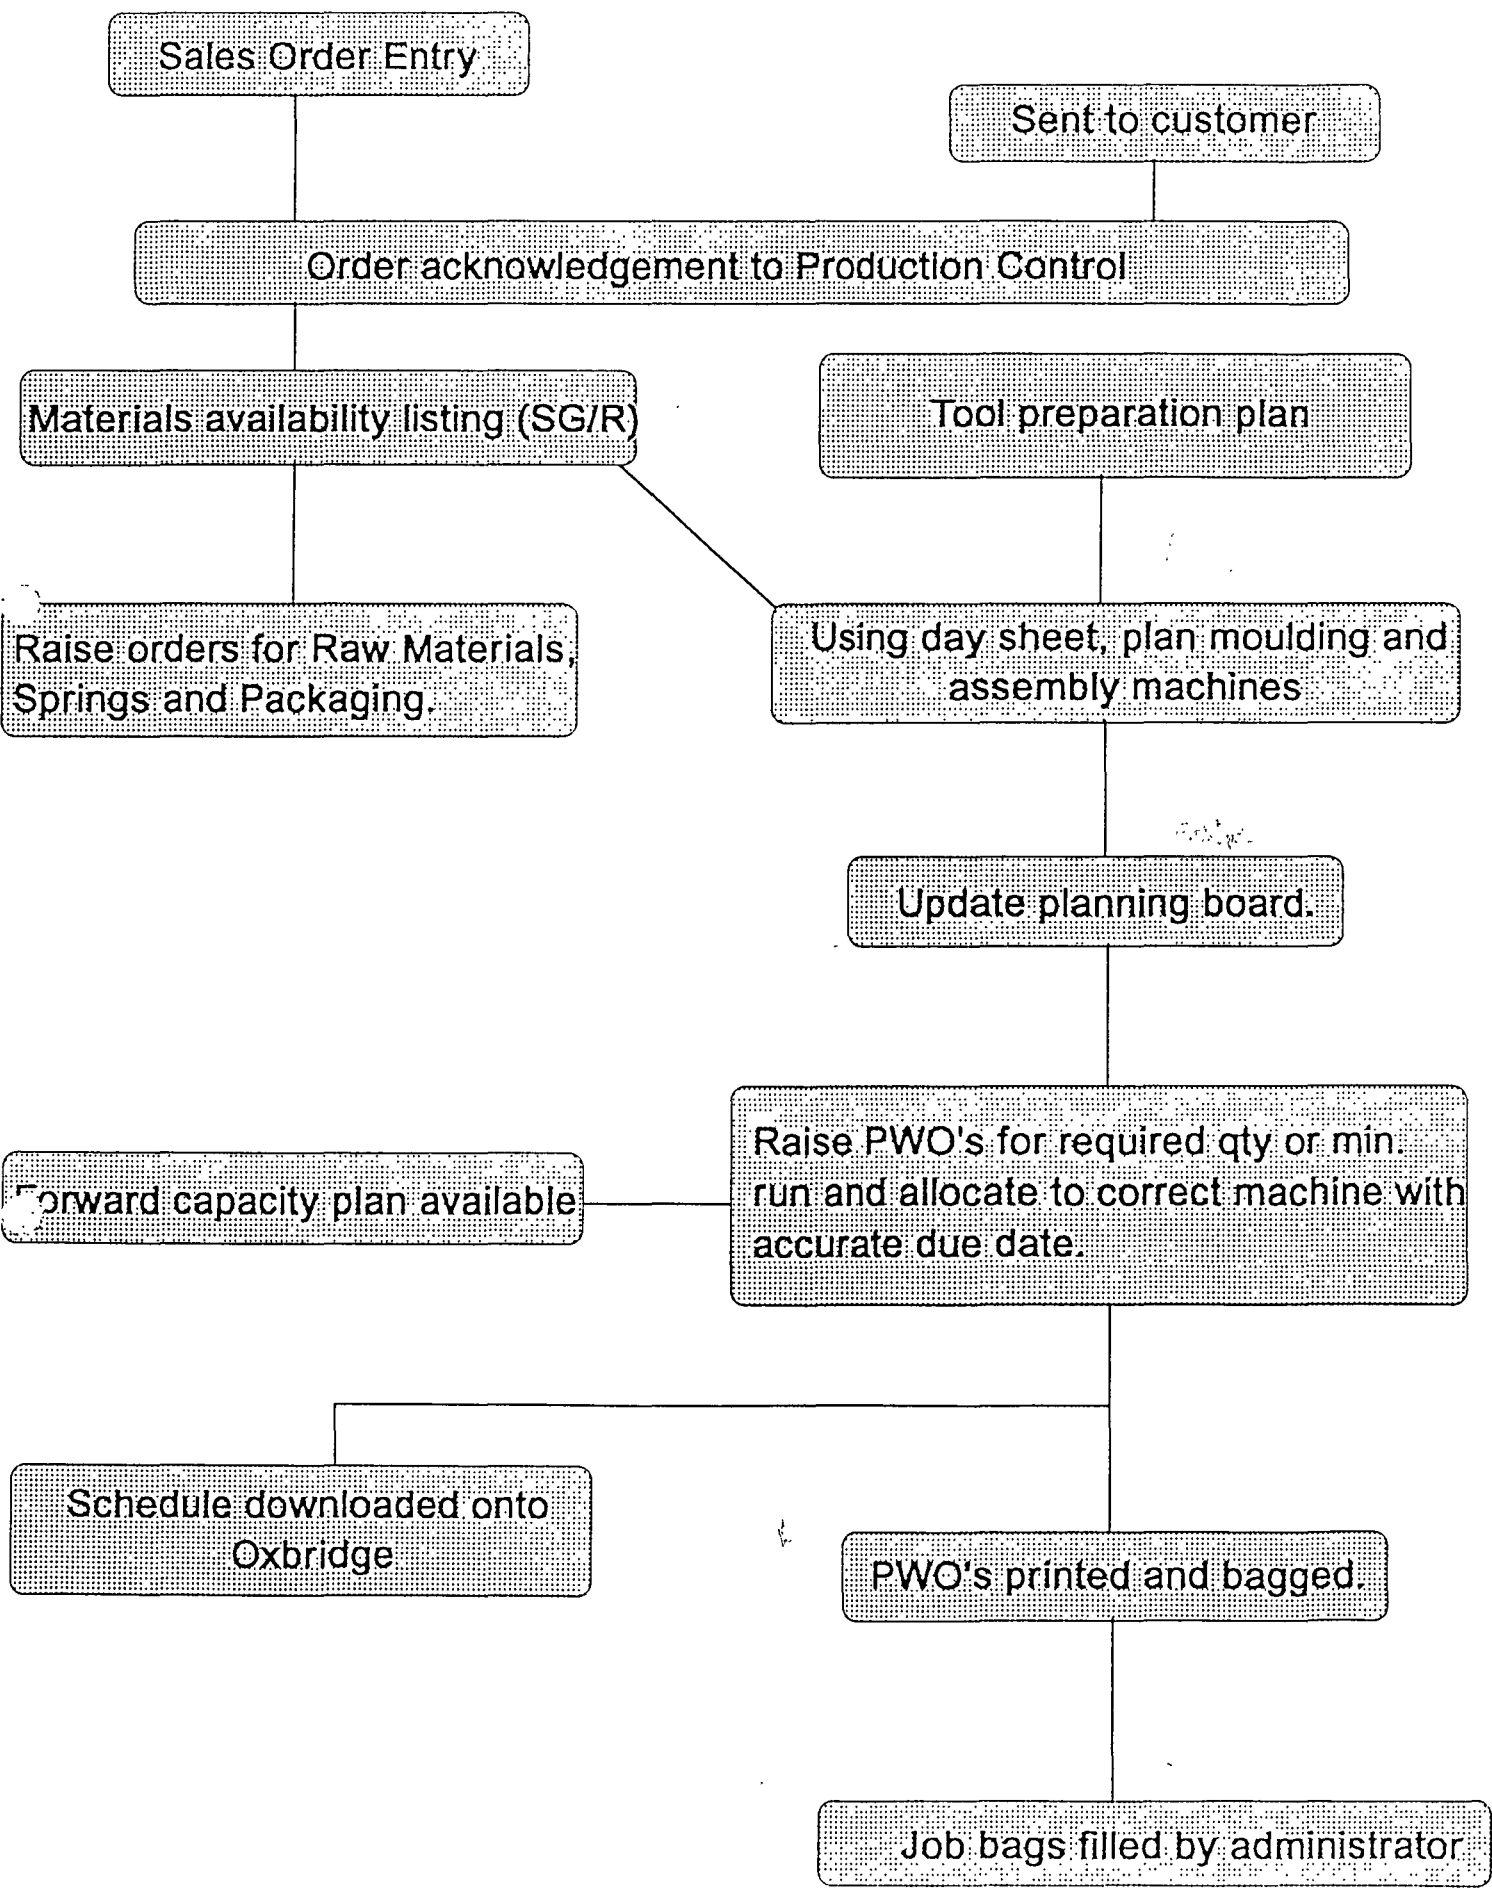 Sales Order Entry
Sent to customer
Order acknowledgement to Production Control
Materials availability listing (SG/R)
Tool preparation plan
Raise orders for Raw Materials,
Springs and Packaging.
Using day sheet, plan moulding and
assembly machines
Update planning board.
Raise PWO's for required qty or min.
run and allocate to correct machine with
accurate due date.
Forward capacity plan available
Schedule downloaded onto
Oxbridge
PWO's printed and bagged.
Job bags filled by administrator